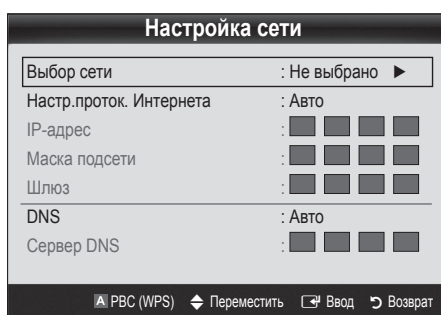 Настройка сети
Выбор сети : Не выбрано ►
Настр.проток. Интернета : Авто
IP-адрес :
Маска подсети :
Шлюз :
DNS : Авто
Сервер DNS :
A PBC (WPS) Переместить Ввод Возврат